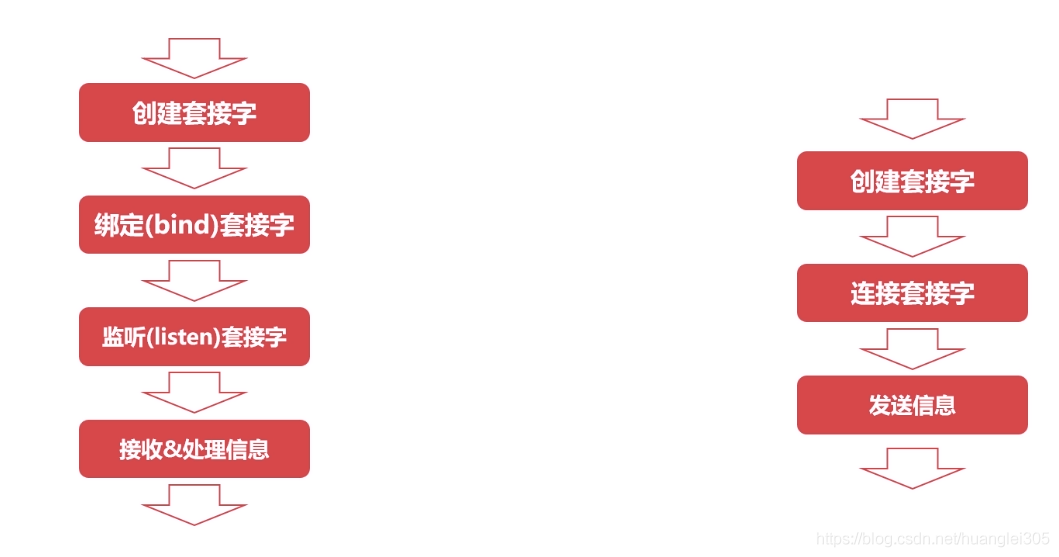 创建套接字
绑定(bind)套接字
监听(listen)套接字
接收&处理信息
创建套接字
连接套接字
发送信息
https://blog.csdn.net/huanglei305